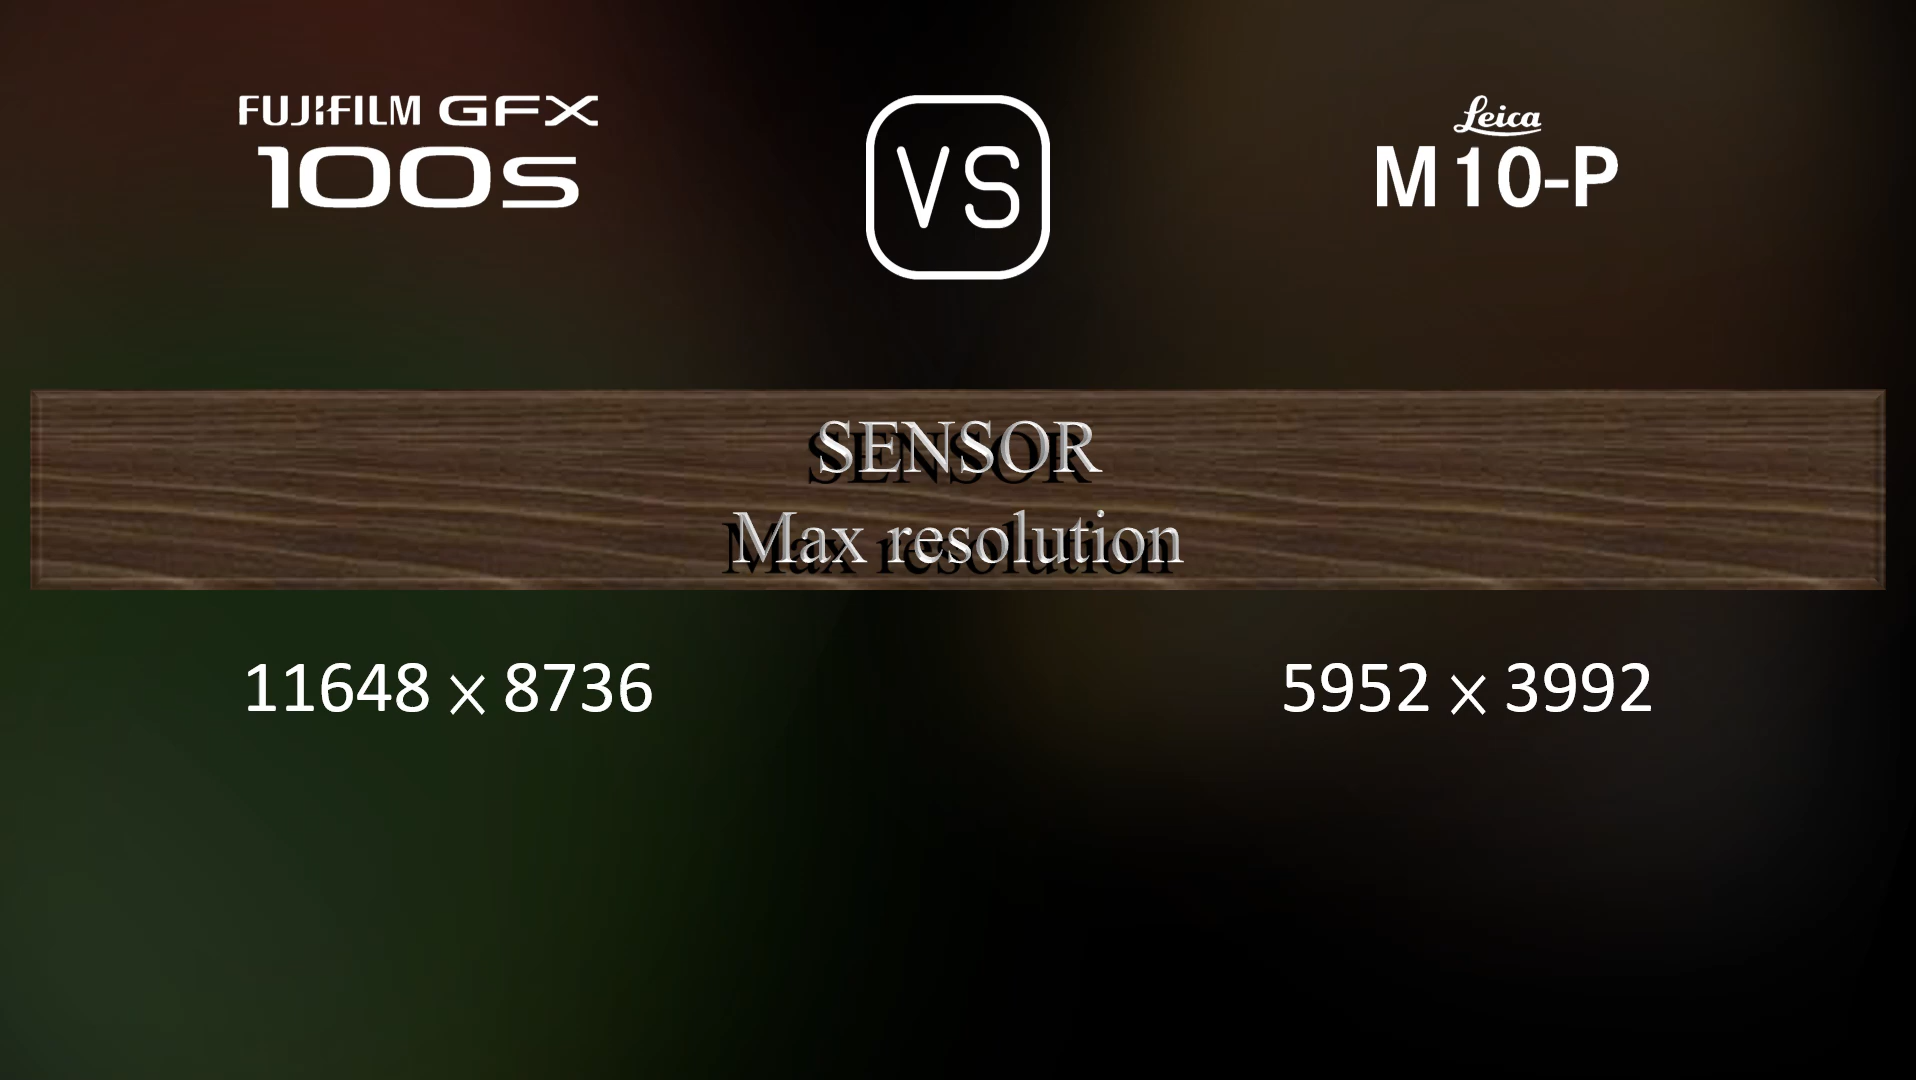 FUJIFILM GFX
100S
VS
Leica
M10-P
SENSOR
Max resolution
11648 x 8736
5952 x 3992